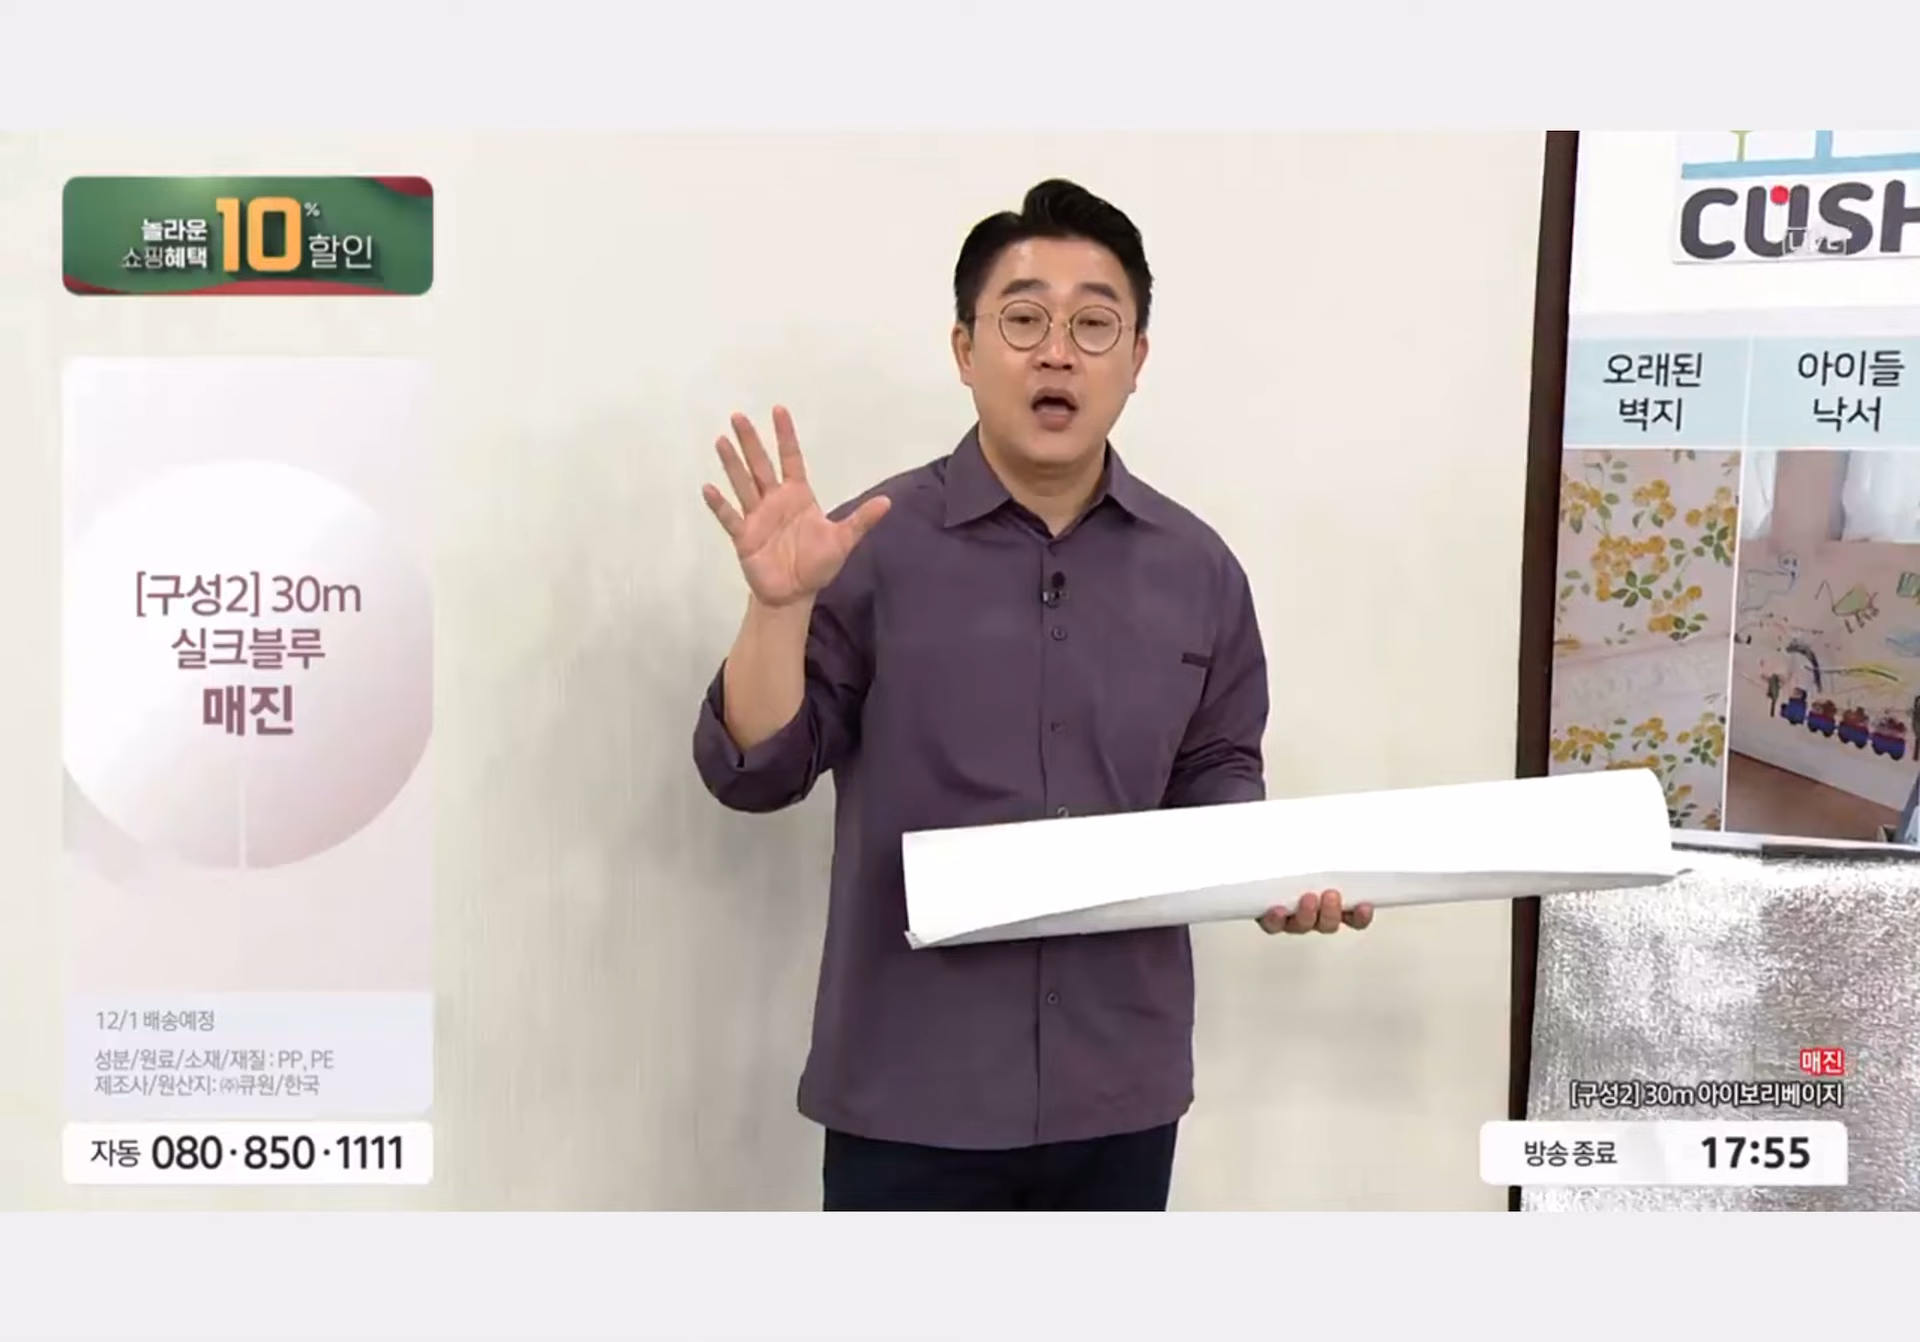 놀라운
쇼핑혜택 10% 할인
[구성2] 30m
실크블루
매진
12/1 배송예정
성분/원료/소재/재질 : PP, PE
제조사/원산지: ㈜큐원/한국
자동 080·850·1111
CUSH
오래된
벽지
아이들
낙서
매진
[구성2] 30m 아이보리베이지
방송 종료 17:55